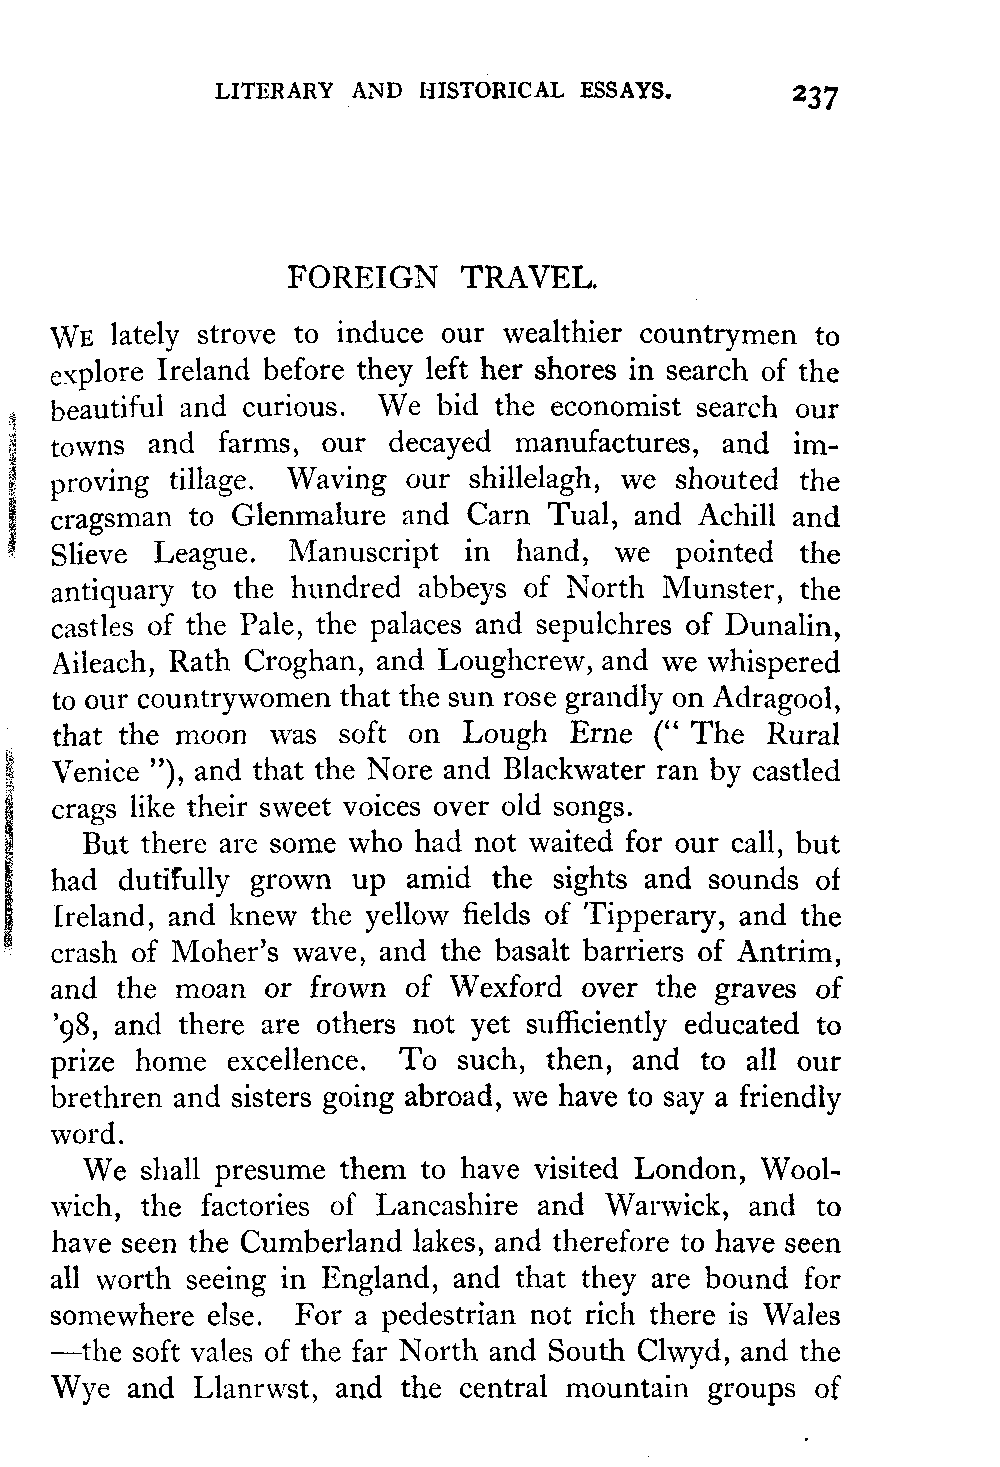 LITERARY AND HISTORICAL ESSAYS. 237
FOREIGN TRAVEL.
WE lately strove to induce our wealthier countrymen to
explore Ireland before they left her shores in search of the
beautiful and curious. We bid the economist search our
towns and farms, our decayed manufactures, and im-
proving tillage. Waving our shillelagh, we shouted the
cragsman to Glenmalure and Carn Tual, and Achill and
Slieve League. Manuscript in hand, we pointed the
antiquary to the hundred abbeys of North Munster, the
castles of the Pale, the palaces and sepulchres of Dunalin,
Aileach, Rath Croghan, and Loughcrew, and we whispered
to our countrywomen that the sun rose grandly on Adragool,
that the moon was soft on Lough Erne (“ The Rural
Venice ”), and that the Nore and Blackwater ran by castled
crags like their sweet voices over old songs.
But there are some who had not waited for our call, but
had dutifully grown up amid the sights and sounds of
Ireland, and knew the yellow fields of Tipperary, and the
crash of Moher’s wave, and the basalt barriers of Antrim,
and the moan or frown of Wexford over the graves of
’98, and there are others not yet sufficiently educated to
prize home excellence. To such, then, and to all our
brethren and sisters going abroad, we have to say a friendly
word.
We shall presume them to have visited London, Wool-
wich, the factories of Lancashire and Warwick, and to
have seen the Cumberland lakes, and therefore to have seen
all worth seeing in England, and that they are bound for
somewhere else. For a pedestrian not rich there is Wales
—the soft vales of the far North and South Clwyd, and the
Wye and Llanrwst, and the central mountain groups of